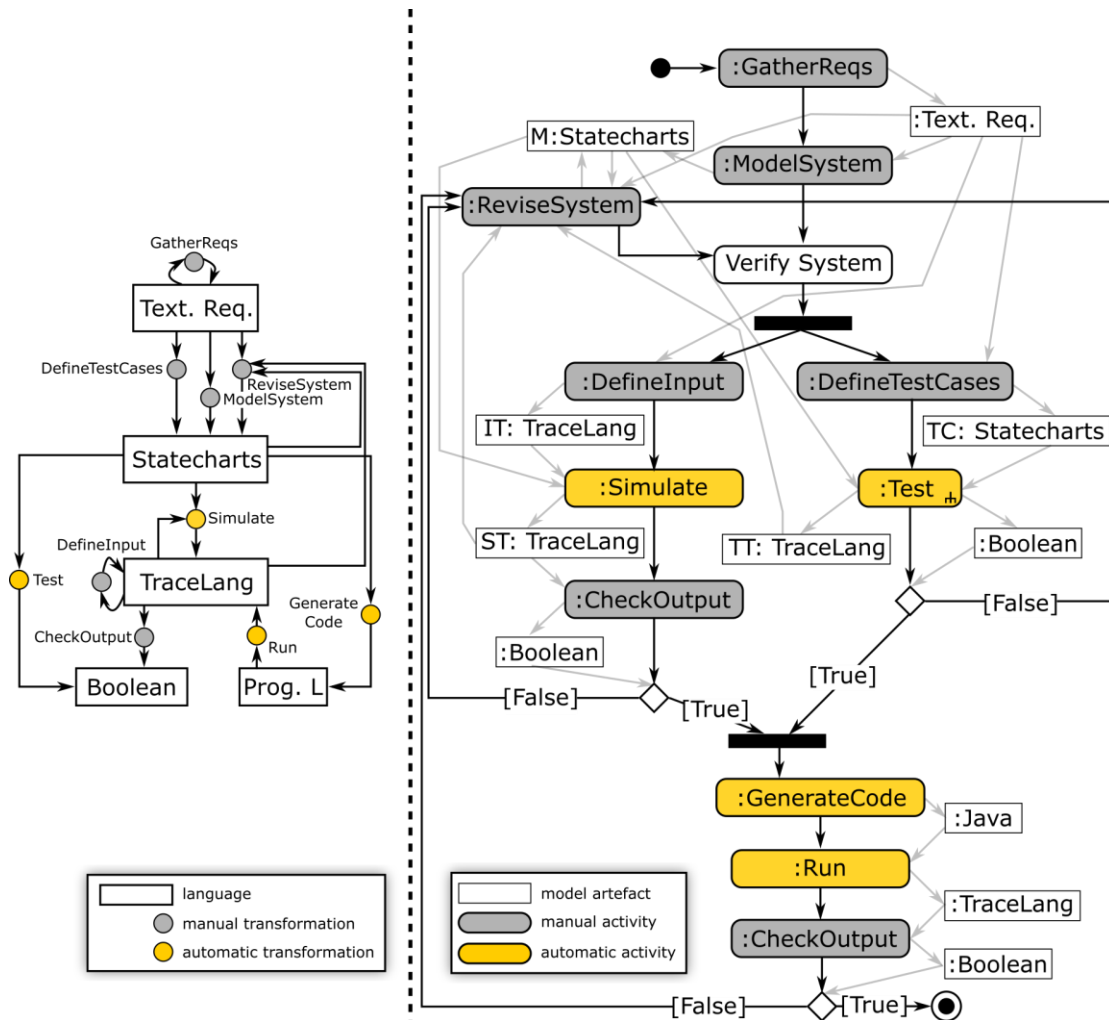 GatherReqs
Text. Req.
DefineTestCases
ReviseSystem
ModelSystem
Statecharts
Simulate
DefineInput
Test
TraceLang
Generate
Code
CheckOutput
Run
Boolean
Prog. L
language
manual transformation
automatic transformation
:GatherReqs
:Text. Req.
M:Statecharts
:ModelSystem
:ReviseSystem
Verify System
:DefineInput
:DefineTestCases
IT: TraceLang
TC: Statecharts
:Simulate
:Test
ST: TraceLang
TT: TraceLang
:Boolean
:CheckOutput
[False]
:Boolean
[True]
[False]
[True]
:GenerateCode
:Java
:Run
:TraceLang
:CheckOutput
:Boolean
[False]
[True]
model artefact
manual activity
automatic activity